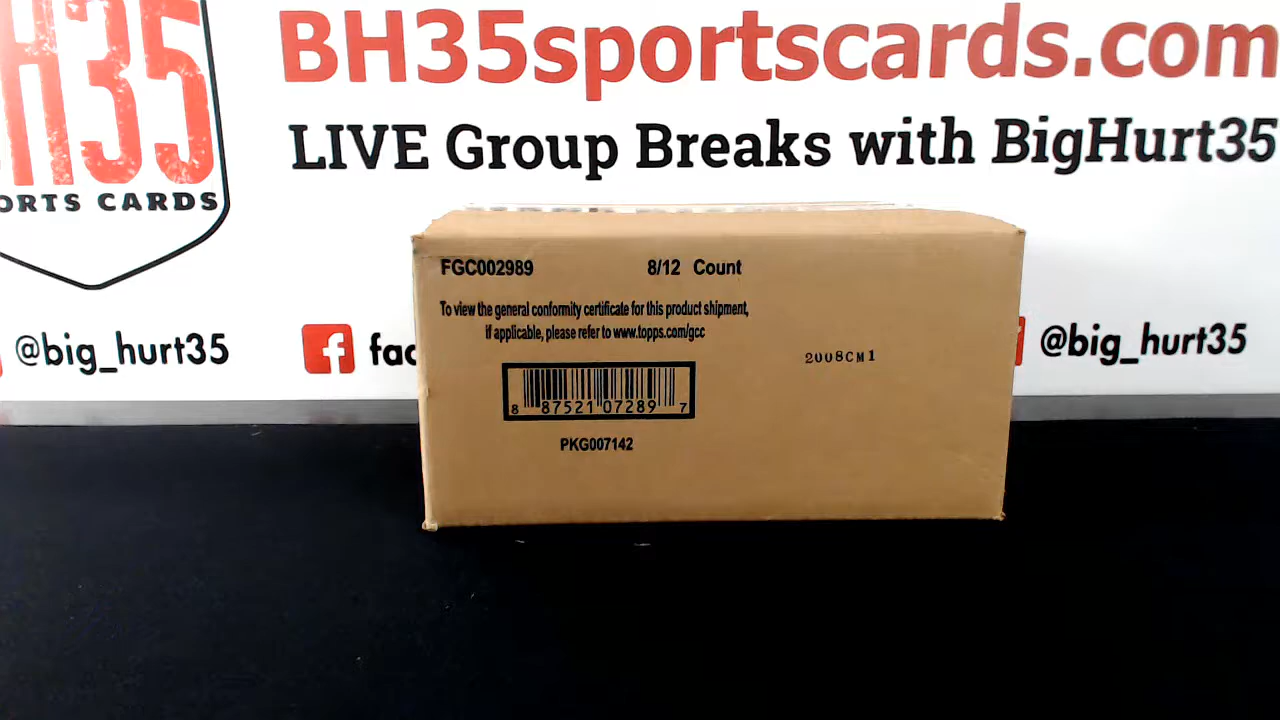 H35
ORTS CARDS
BH35sportscards.com
LIVE Group Breaks with BigHurt35
@big_hurt35
f fac
@big_hurt35
FGC002989 8/12 Count
To view the general conformity certificate for this product shipment,
if applicable, please refer to www.topps.com/gcc
2008CM1
8 87521 07289 7
PKG007142